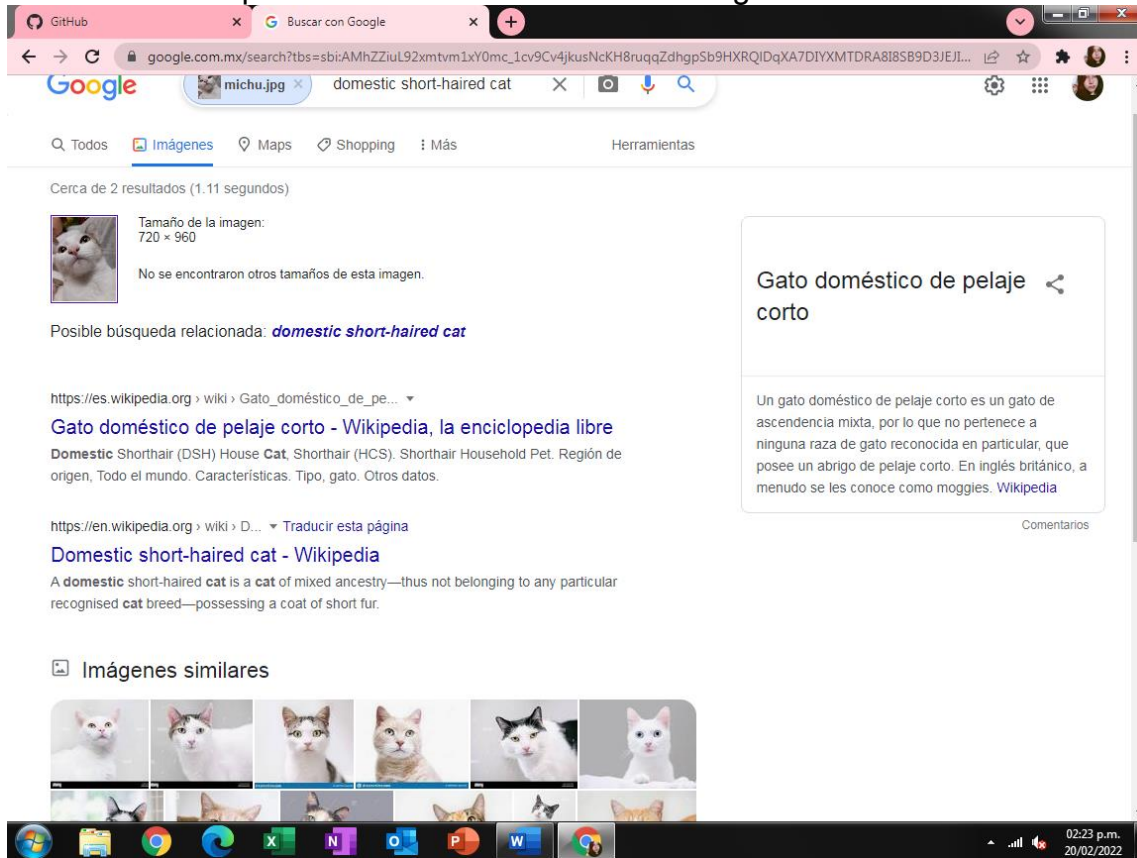 GitHub
Buscar con Google
google.com.mx/search?tbs=sbi:AMhZZiuL92xmtvm1xY0mc_1cv9Cv4jkusNcKH8ruqqZdhgpSb9HXRQIDqXA7DIYXMTDRA8I8SB9D3JEJI...
Google
michu.jpg
domestic short-haired cat
Todos
Imágenes
Maps
Shopping
Más
Herramientas
Cerca de 2 resultados (1.11 segundos)
Tamaño de la imagen:
720 × 960
No se encontraron otros tamaños de esta imagen.
Posible búsqueda relacionada: domestic short-haired cat
https://es.wikipedia.org › wiki › Gato_doméstico_de_pe...
Gato doméstico de pelaje corto - Wikipedia, la enciclopedia libre
Domestic Shorthair (DSH) House Cat, Shorthair (HCS). Shorthair Household Pet. Región de
origen, Todo el mundo. Características. Tipo, gato. Otros datos.
https://en.wikipedia.org › wiki › D... Traducir esta página
Domestic short-haired cat - Wikipedia
A domestic short-haired cat is a cat of mixed ancestry—thus not belonging to any particular
recognised cat breed—possessing a coat of short fur.
Imágenes similares
Gato doméstico de pelaje
corto
Un gato doméstico de pelaje corto es un gato de
ascendencia mixta, por lo que no pertenece a
ninguna raza de gato reconocida en particular, que
posee un abrigo de pelaje corto. En inglés británico, a
menudo se les conoce como moggies. Wikipedia
Comentarios
02:23 p.m.
20/02/2022